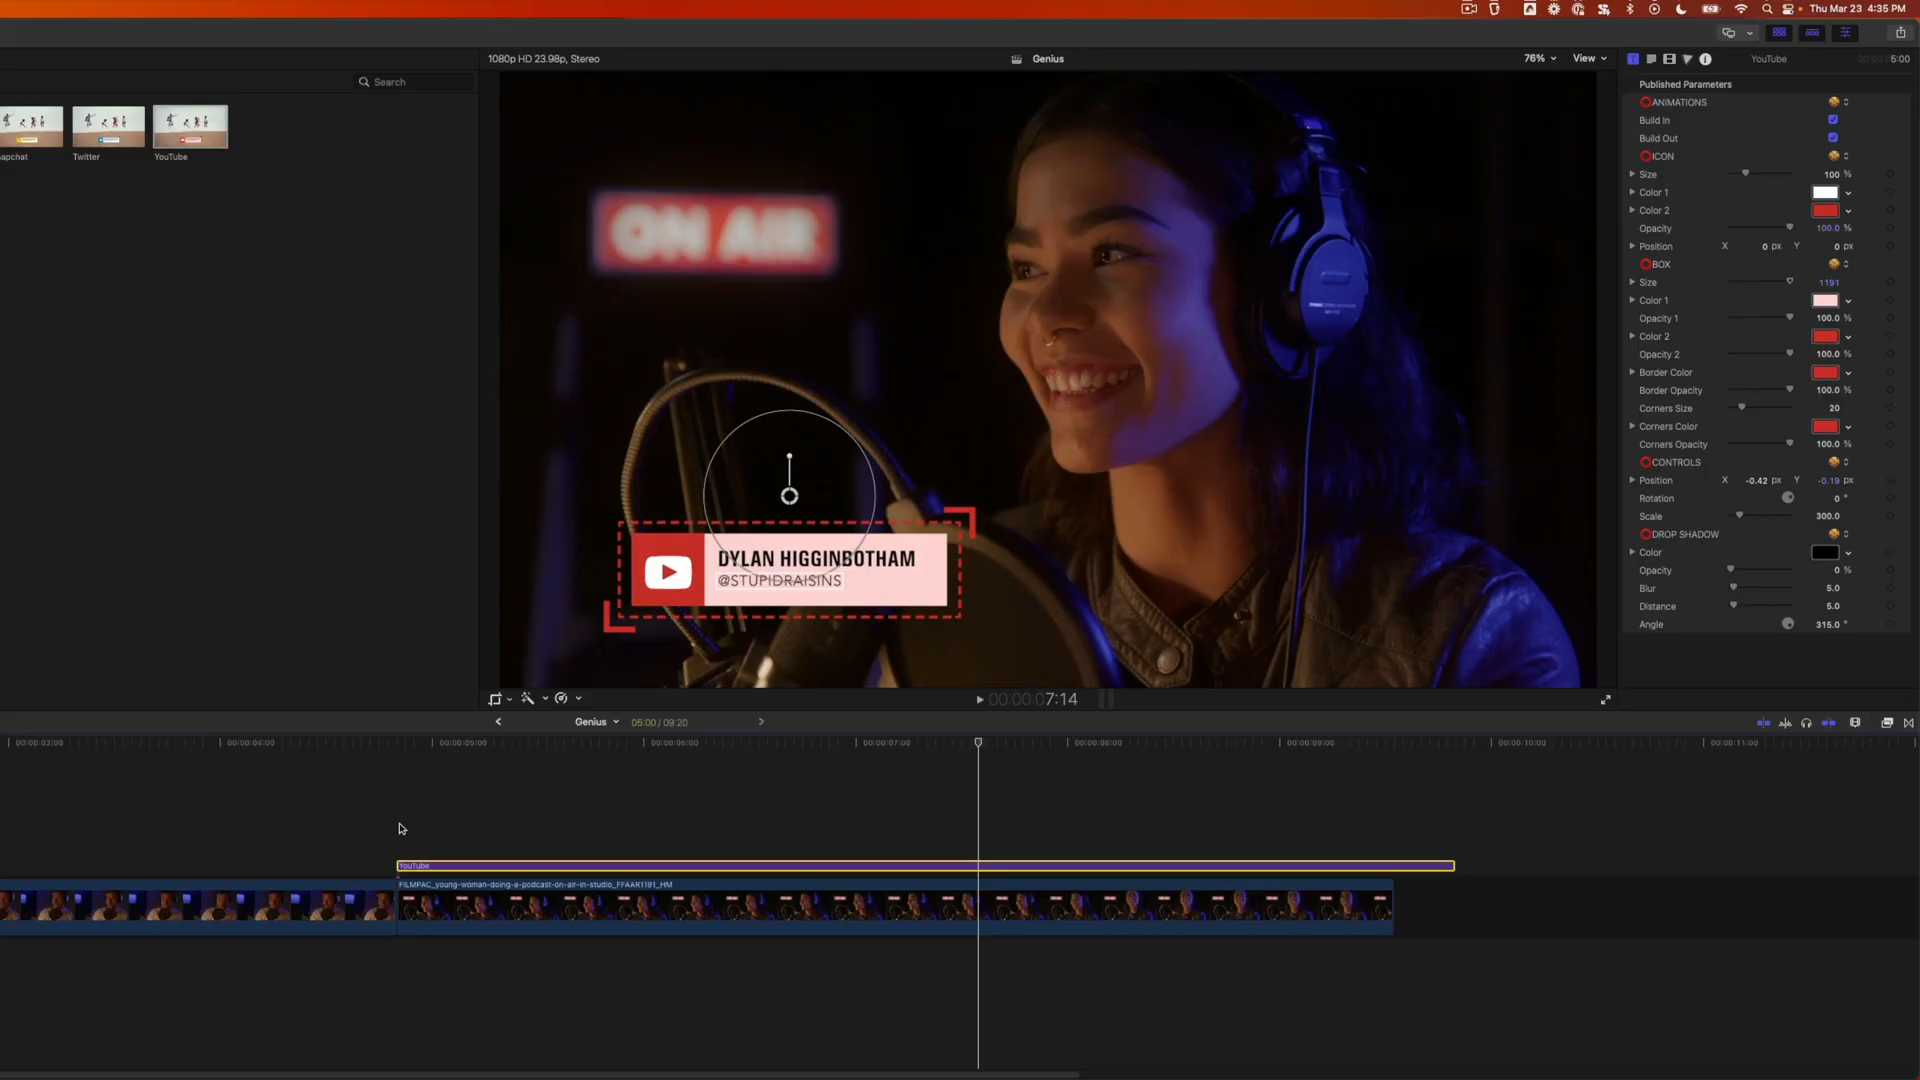 Thu Mar 23 4:35 PM
1080p HD 23.98p, Stereo
Genius
76%
View
YouTube
5:00
Search
apchat
Twitter
YouTube
ON AIR
DYLAN HIGGINBOTHAM
@STUPIDRAISINS
Published Parameters
ANIMATIONS
Build In
Build Out
ICON
Size 100 %
Color 1
Color 2
Opacity 100.0 %
Position X 0 px Y 0 px
BOX
Size 1191
Color 1
Opacity 1 100.0 %
Color 2
Opacity 2 100.0 %
Border Color
Border Opacity 100.0 %
Corners Size 20
Corners Color
Corners Opacity 100.0 %
CONTROLS
Position X -0.42 px Y -0.19 px
Rotation 0 °
Scale 300.0
DROP SHADOW
Color
Opacity 0 %
Blur 5.0
Distance 5.0
Angle 315.0 °
00:00:07:14
Genius
05:00 / 09:20
00:00:03:00
00:00:04:00
00:00:05:00
00:00:06:00
00:00:07:00
00:00:08:00
00:00:09:00
00:00:10:00
00:00:11:00
YouTube
FILMPAC_young-woman-doing-a-podcast-on-air-in-studio_FFAAR1191_HM